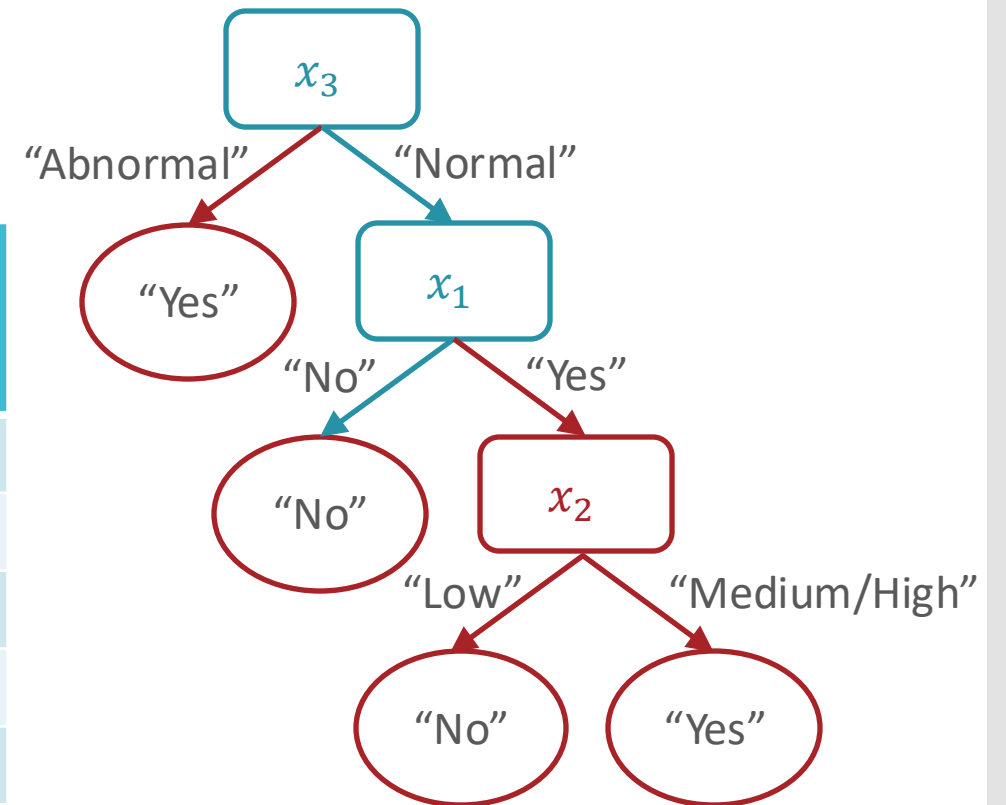 x₃
“Abnormal” “Normal”
“Yes” x₁
“No” “Yes”
“No” x₂
“Low” “Medium/High”
“No” “Yes”